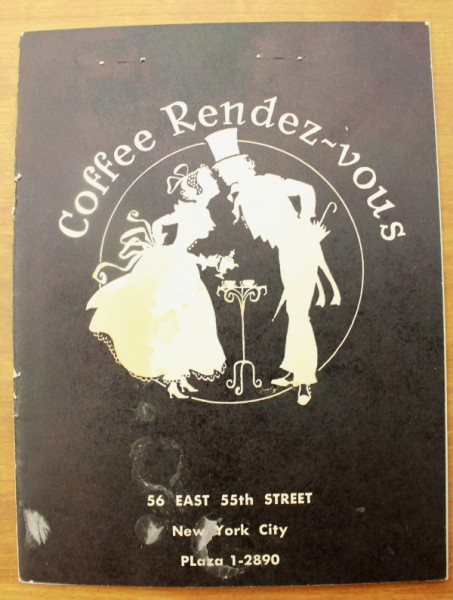 Coffee Rendez-vous
56 EAST 55th STREET
New York City
PLaza 1-2890